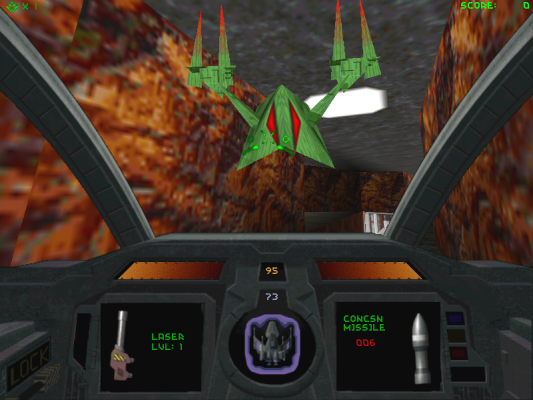 X 1
SCORE: 0
95
73
LASER
LVL: 1
CONCSN
MISSILE
006
LOCK